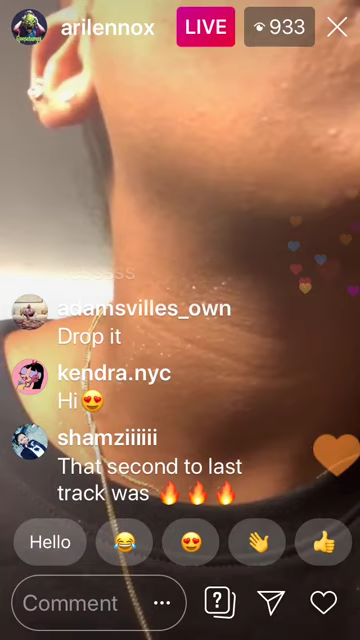 arilennox
LIVE
933
adamsvilles_own
Drop it
kendra.nyc
Hi 😍
shamziiiiii
That second to last
track was 🔥 🔥 🔥
Hello 😂 😍 👋 👍
Comment